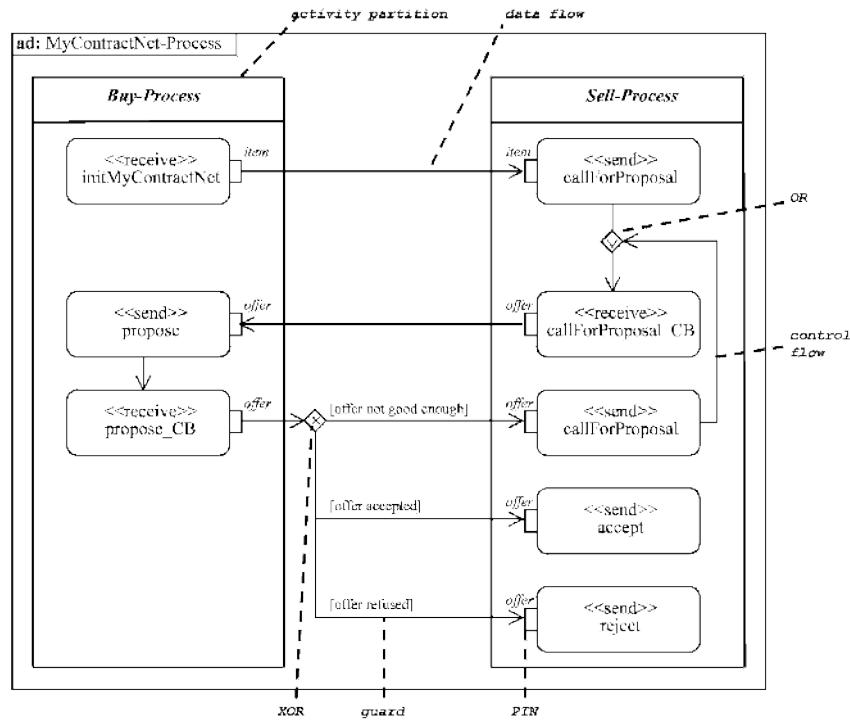 activity partition
data flow
ad: MyContractNet-Process
Buy-Process
Sell-Process
<<receive>>
initMyContractNet
item
item
<<send>>
callForProposal
OR
<<send>>
propose
offer
offer
<<receive>>
callForProposal_CB
control
flow
<<receive>>
propose_CB
offer
[offer not good enough]
offer
<<send>>
callForProposal
[offer accepted]
offer
<<send>>
accept
[offer refused]
offer
<<send>>
reject
XOR
guard
PIN